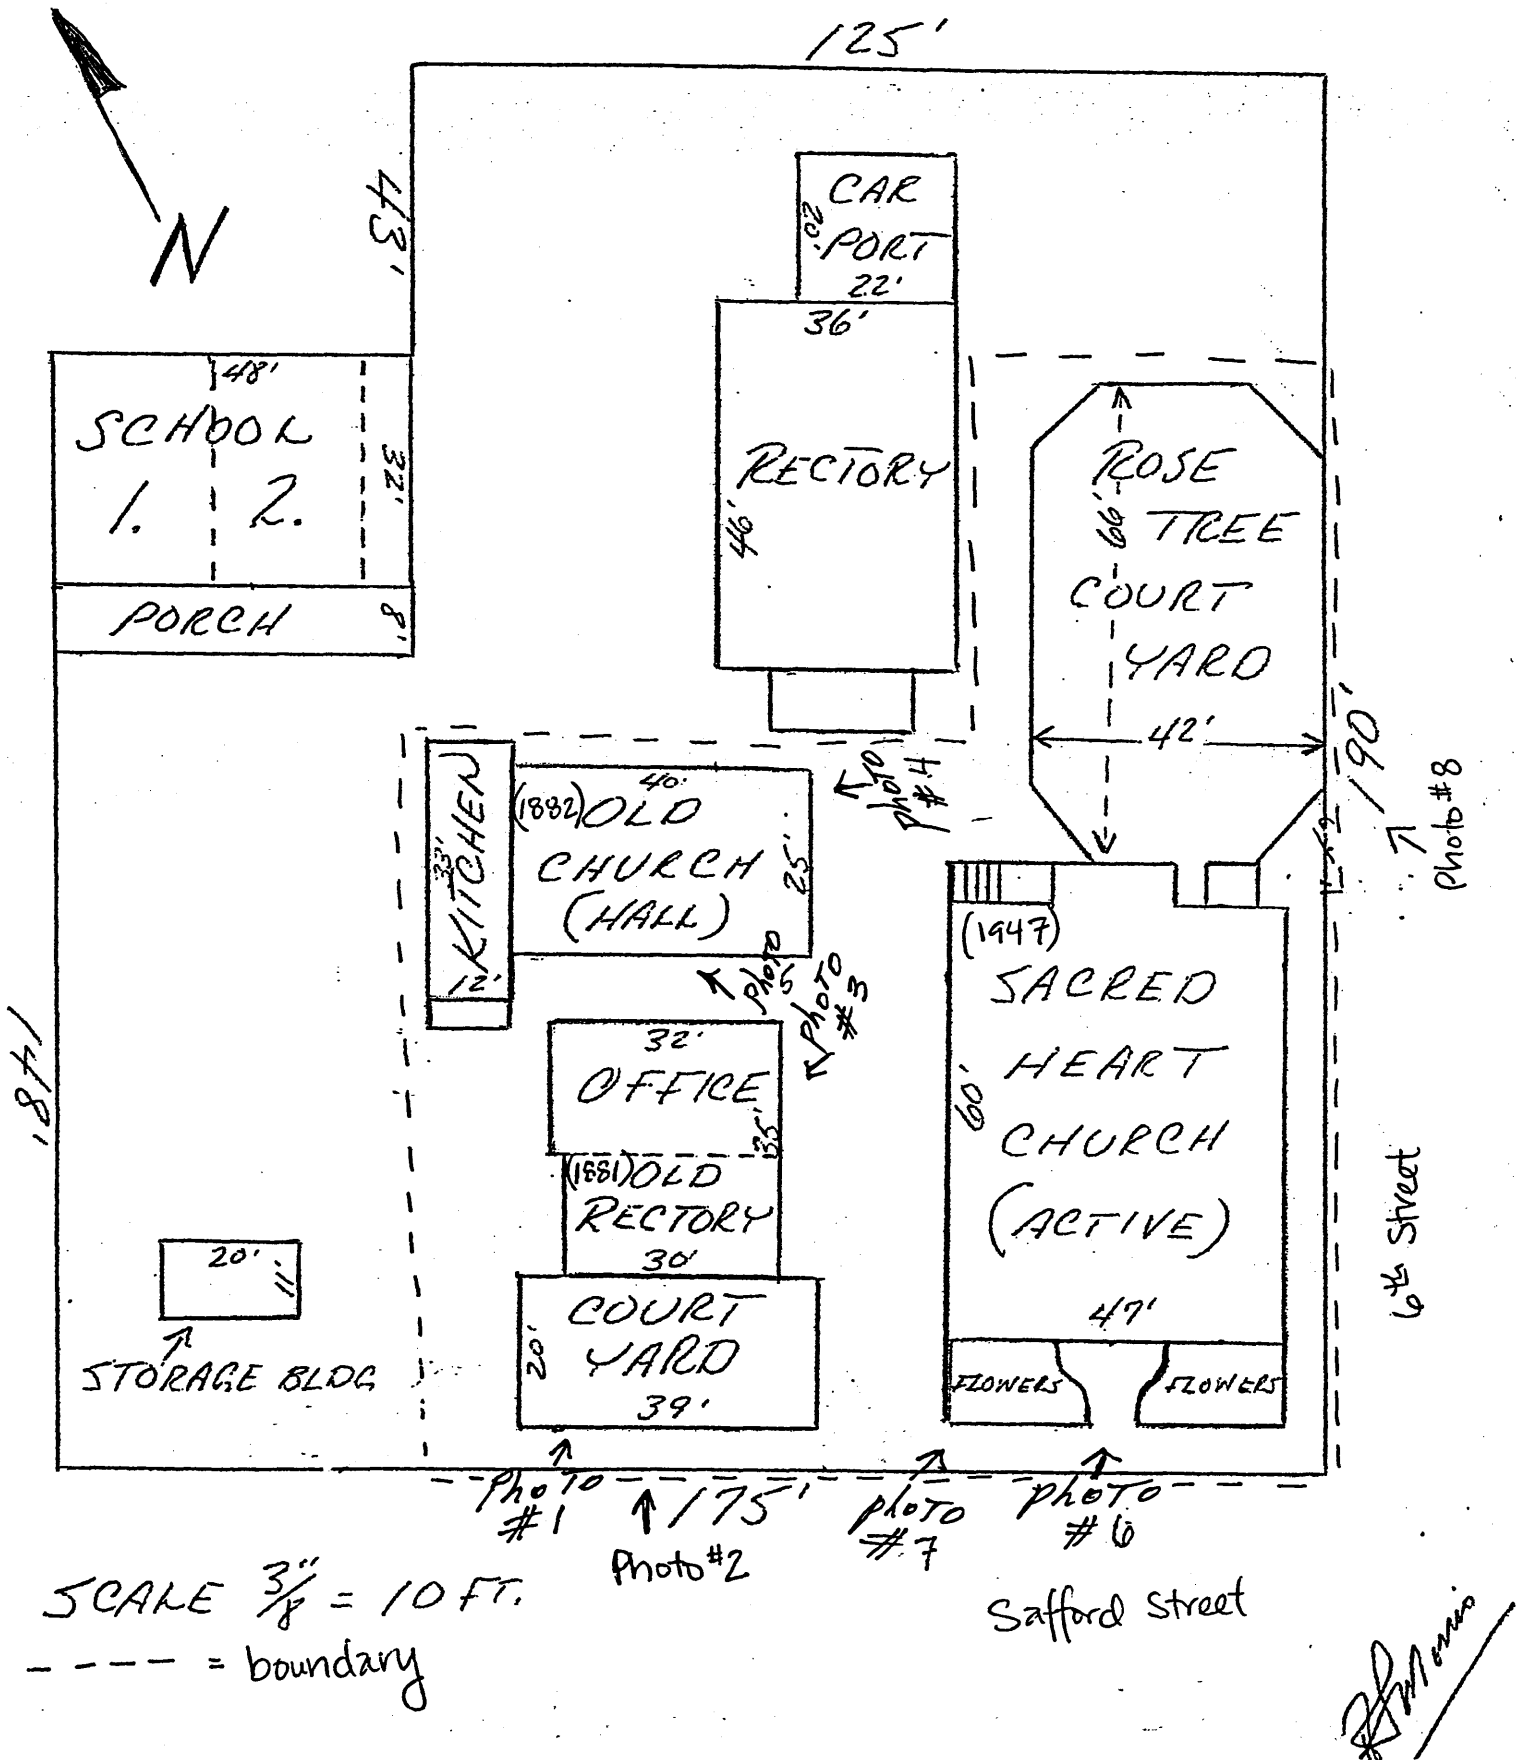 125'
N
43'
CAR
PORT
20'
22'
36'
RECTORY
46'
48'
SCHOOL
1. 2.
32'
PORCH
8'
ROSE
TREE
COURT
YARD
66'
42'
190'
Photo #8
PHOTO
#4
KITCHEN
33'
12'
40'
(1882) OLD
CHURCH
(HALL)
25'
PHOTO
5
PHOTO
#3
(1947)
SACRED
HEART
CHURCH
(ACTIVE)
60'
47'
FLOWERS
FLOWERS
32'
OFFICE
35'
(1881) OLD
RECTORY
30'
COURT
YARD
20'
39'
148'
20'
11'
STORAGE BLDG
6th Street
PHOTO
#1
175'
Photo #2
PHOTO
#7
PHOTO
#6
Safford Street
SCALE 3/8" = 10 FT.
- - - - - = boundary